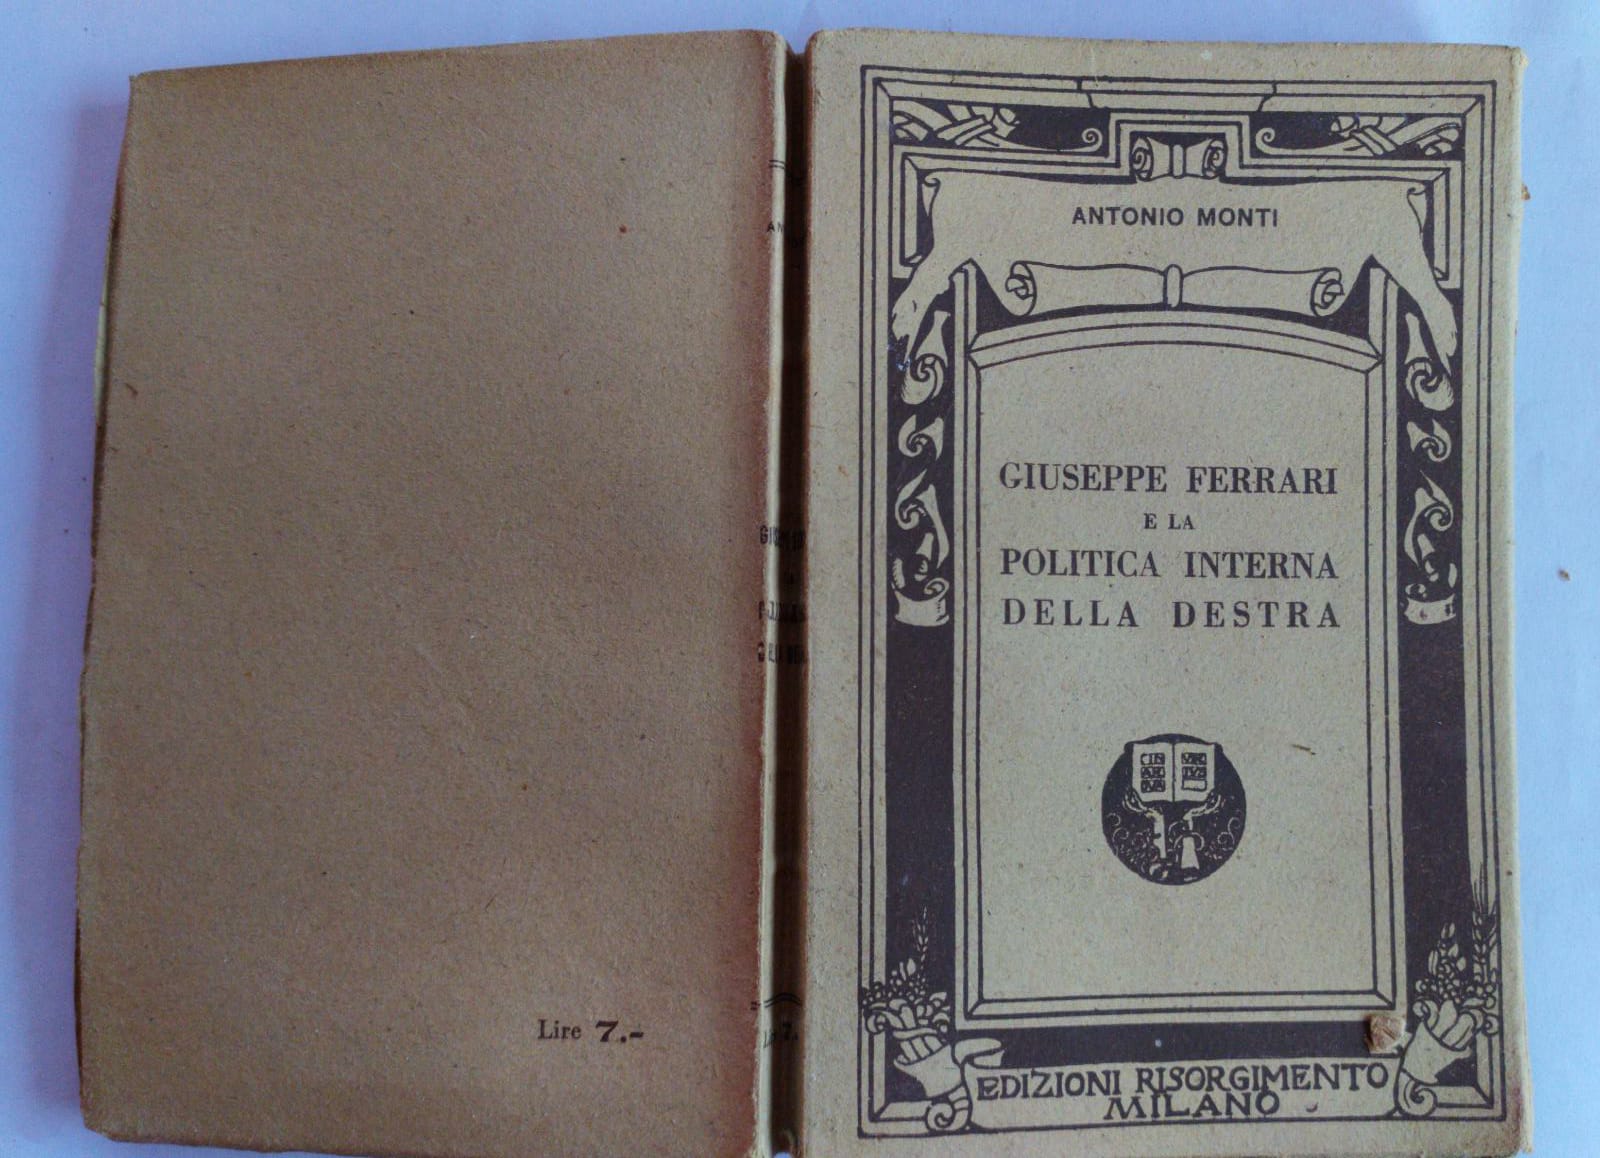 Lire 7.-
ANTONIO MONTI
GIUSEPPE FERRARI
E LA
POLITICA INTERNA
DELLA DESTRA
EDIZIONI RISORGIMENTO
MILANO